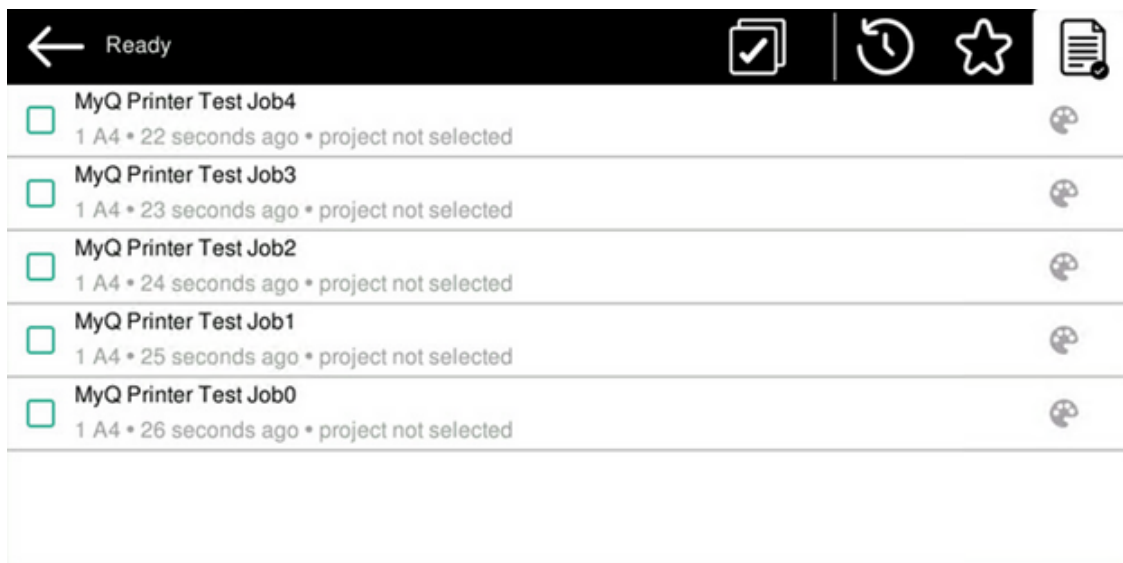 Ready
MyQ Printer Test Job4
1 A4 • 22 seconds ago • project not selected
MyQ Printer Test Job3
1 A4 • 23 seconds ago • project not selected
MyQ Printer Test Job2
1 A4 • 24 seconds ago • project not selected
MyQ Printer Test Job1
1 A4 • 25 seconds ago • project not selected
MyQ Printer Test Job0
1 A4 • 26 seconds ago • project not selected